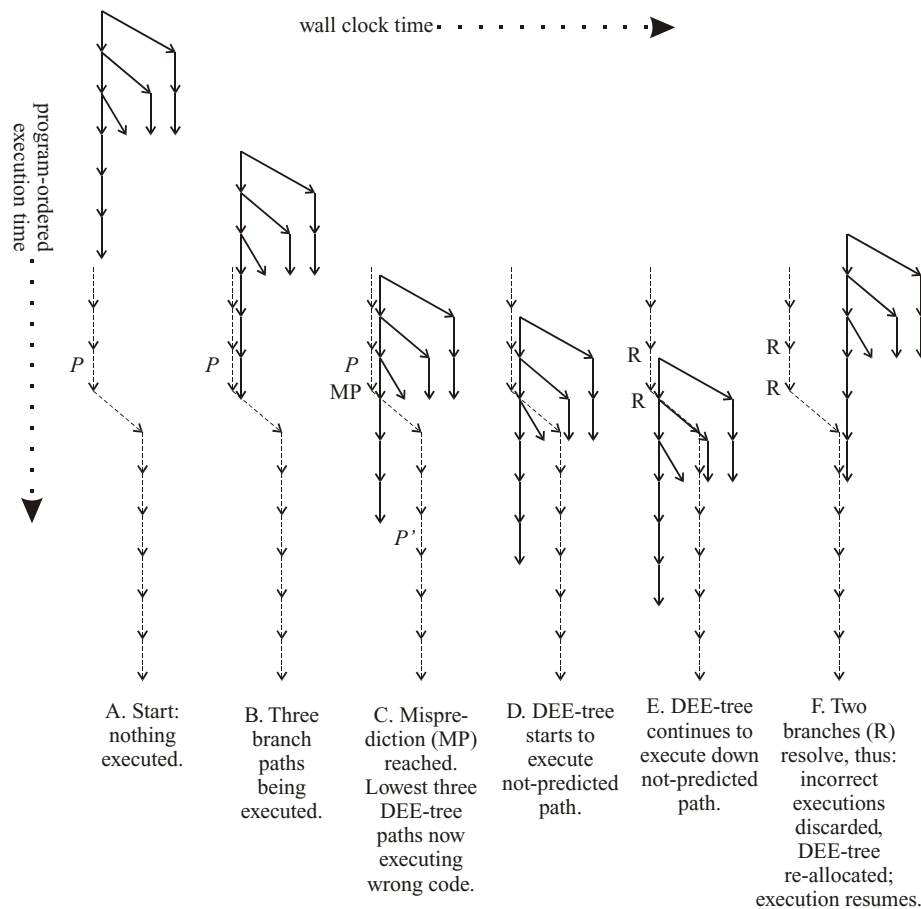 wall clock time
program-ordered
execution time
P
P
P
MP
P'
R
R
R
R
A. Start:
nothing
executed.
B. Three
branch
paths
being
executed.
C. Mispre-
diction (MP)
reached.
Lowest three
DEE-tree
paths now
executing
wrong code.
D. DEE-tree
starts to
execute
not-predicted
path.
E. DEE-tree
continues to
execute down
not-predicted
path.
F. Two
branches (R)
resolve, thus:
incorrect
executions
discarded,
DEE-tree
re-allocated;
execution resumes.